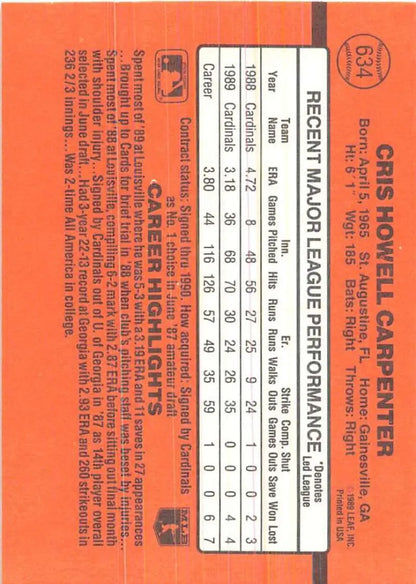 634
CRIS HOWELL CARPENTER
Born: April 5, 1965 St. Augustine, FL Home: Gainesville, GA
Ht: 6' 1" Wgt: 185 Bats: Right Throws: Right
© 1989 LEAF, INC.
Printed in USA
RECENT MAJOR LEAGUE PERFORMANCE *Denotes Led League
Team Inn. Er. Strike Comp. Shut
Year Name ERA Games Pitched Hits Runs Runs Walks Outs Games Outs Save Won Lost
1988 Cardinals 4.72 8 48 56 27 25 9 24 1 0 0 2 3
1989 Cardinals 3.18 36 68 70 30 24 26 35 0 0 0 4 4
Career 3.80 44 116 126 57 49 35 59 1 0 0 6 7
Contract status: Signed thru 1990. How acquired: Signed by Cardinals
as No. 1 choice in June '87 amateur draft
CAREER HIGHLIGHTS
MLB
Spent most of '89 at Louisville where he was 5-3 with a 3.19 ERA and 11 saves in 27 appearances
... Brought up to Cards for brief trial in '88 when club's pitching staff was beset by injuries...
Spent most of '88 at Louisville, compiling 6-2 mark with 2.87 ERA before sitting out final month
with shoulder injury...Signed by Cardinals out of U. of Georgia in '87 as 14th player overall
selected in June draft... Had 3-year 22-13 record at Georgia with 2.93 ERA and 260 strikeouts in
236 2/3 innings... Was 2-time All America in college.